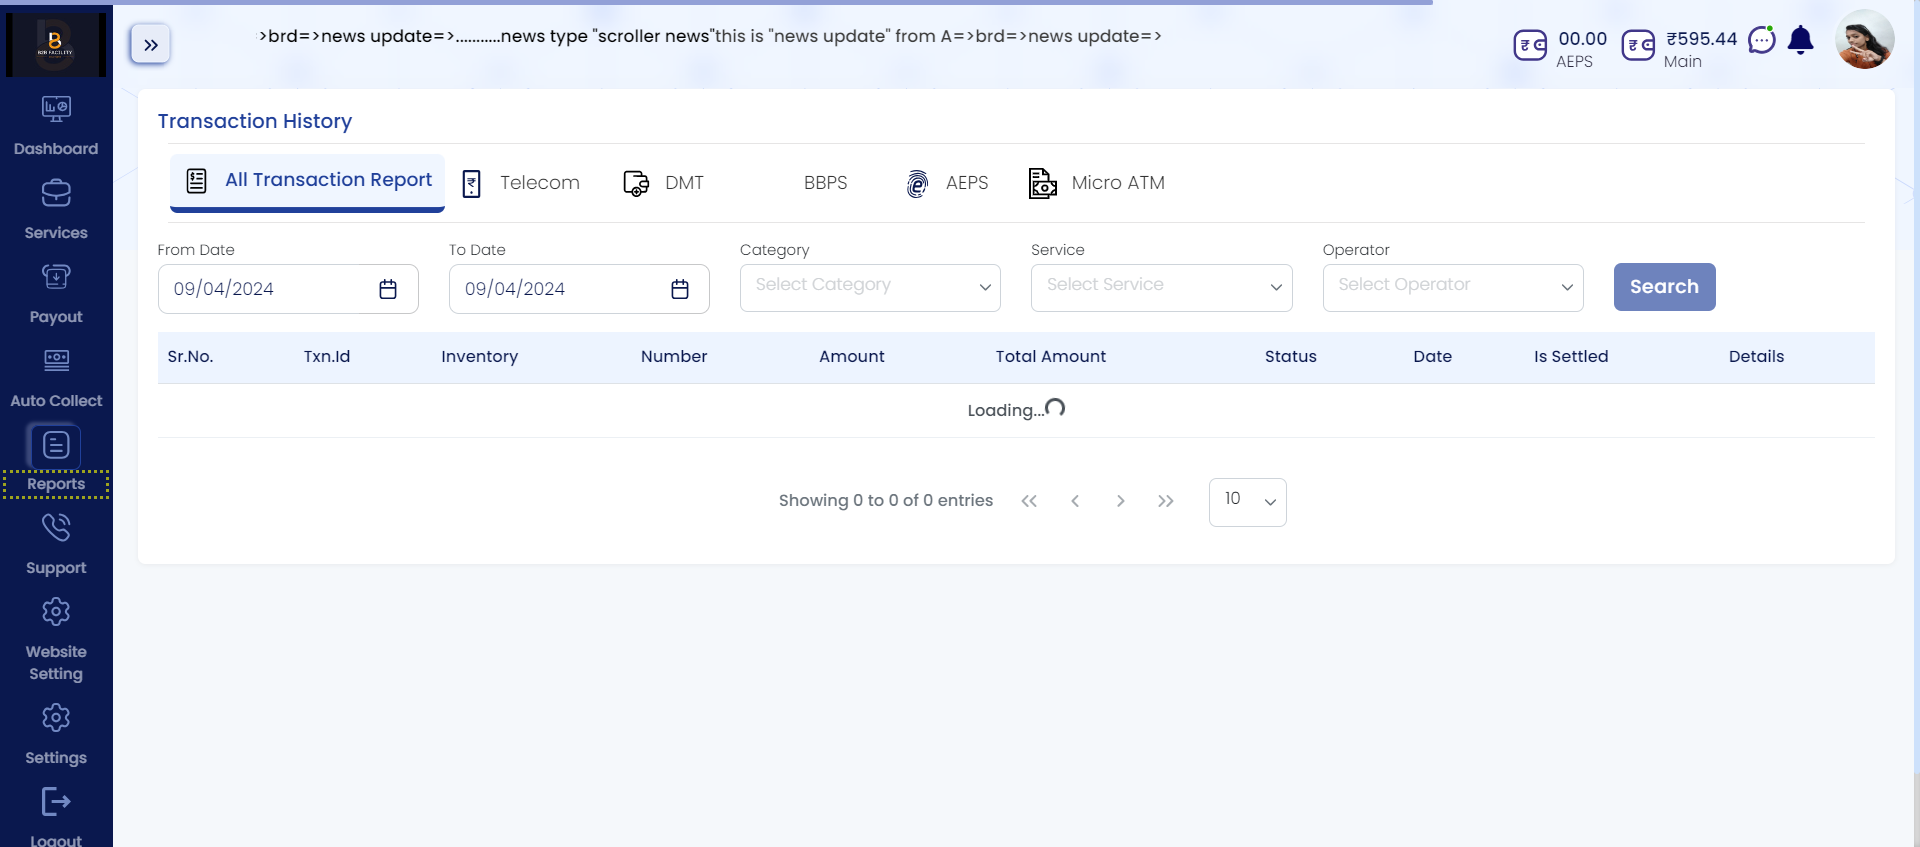 B2B FACILITY
>brd=>news update=>...........news type "scroller news"this is "news update" from A=>brd=>news update=>
00.00
AEPS
₹595.44
Main
Dashboard
Services
Payout
Auto Collect
Reports
Support
Website
Setting
Settings
Logout
Transaction History
All Transaction Report
Telecom
DMT
BBPS
AEPS
Micro ATM
From Date
To Date
Category
Service
Operator
09/04/2024
09/04/2024
Select Category
Select Service
Select Operator
Search
Sr.No. Txn.Id Inventory Number Amount Total Amount Status Date Is Settled Details
Loading...
Showing 0 to 0 of 0 entries
10